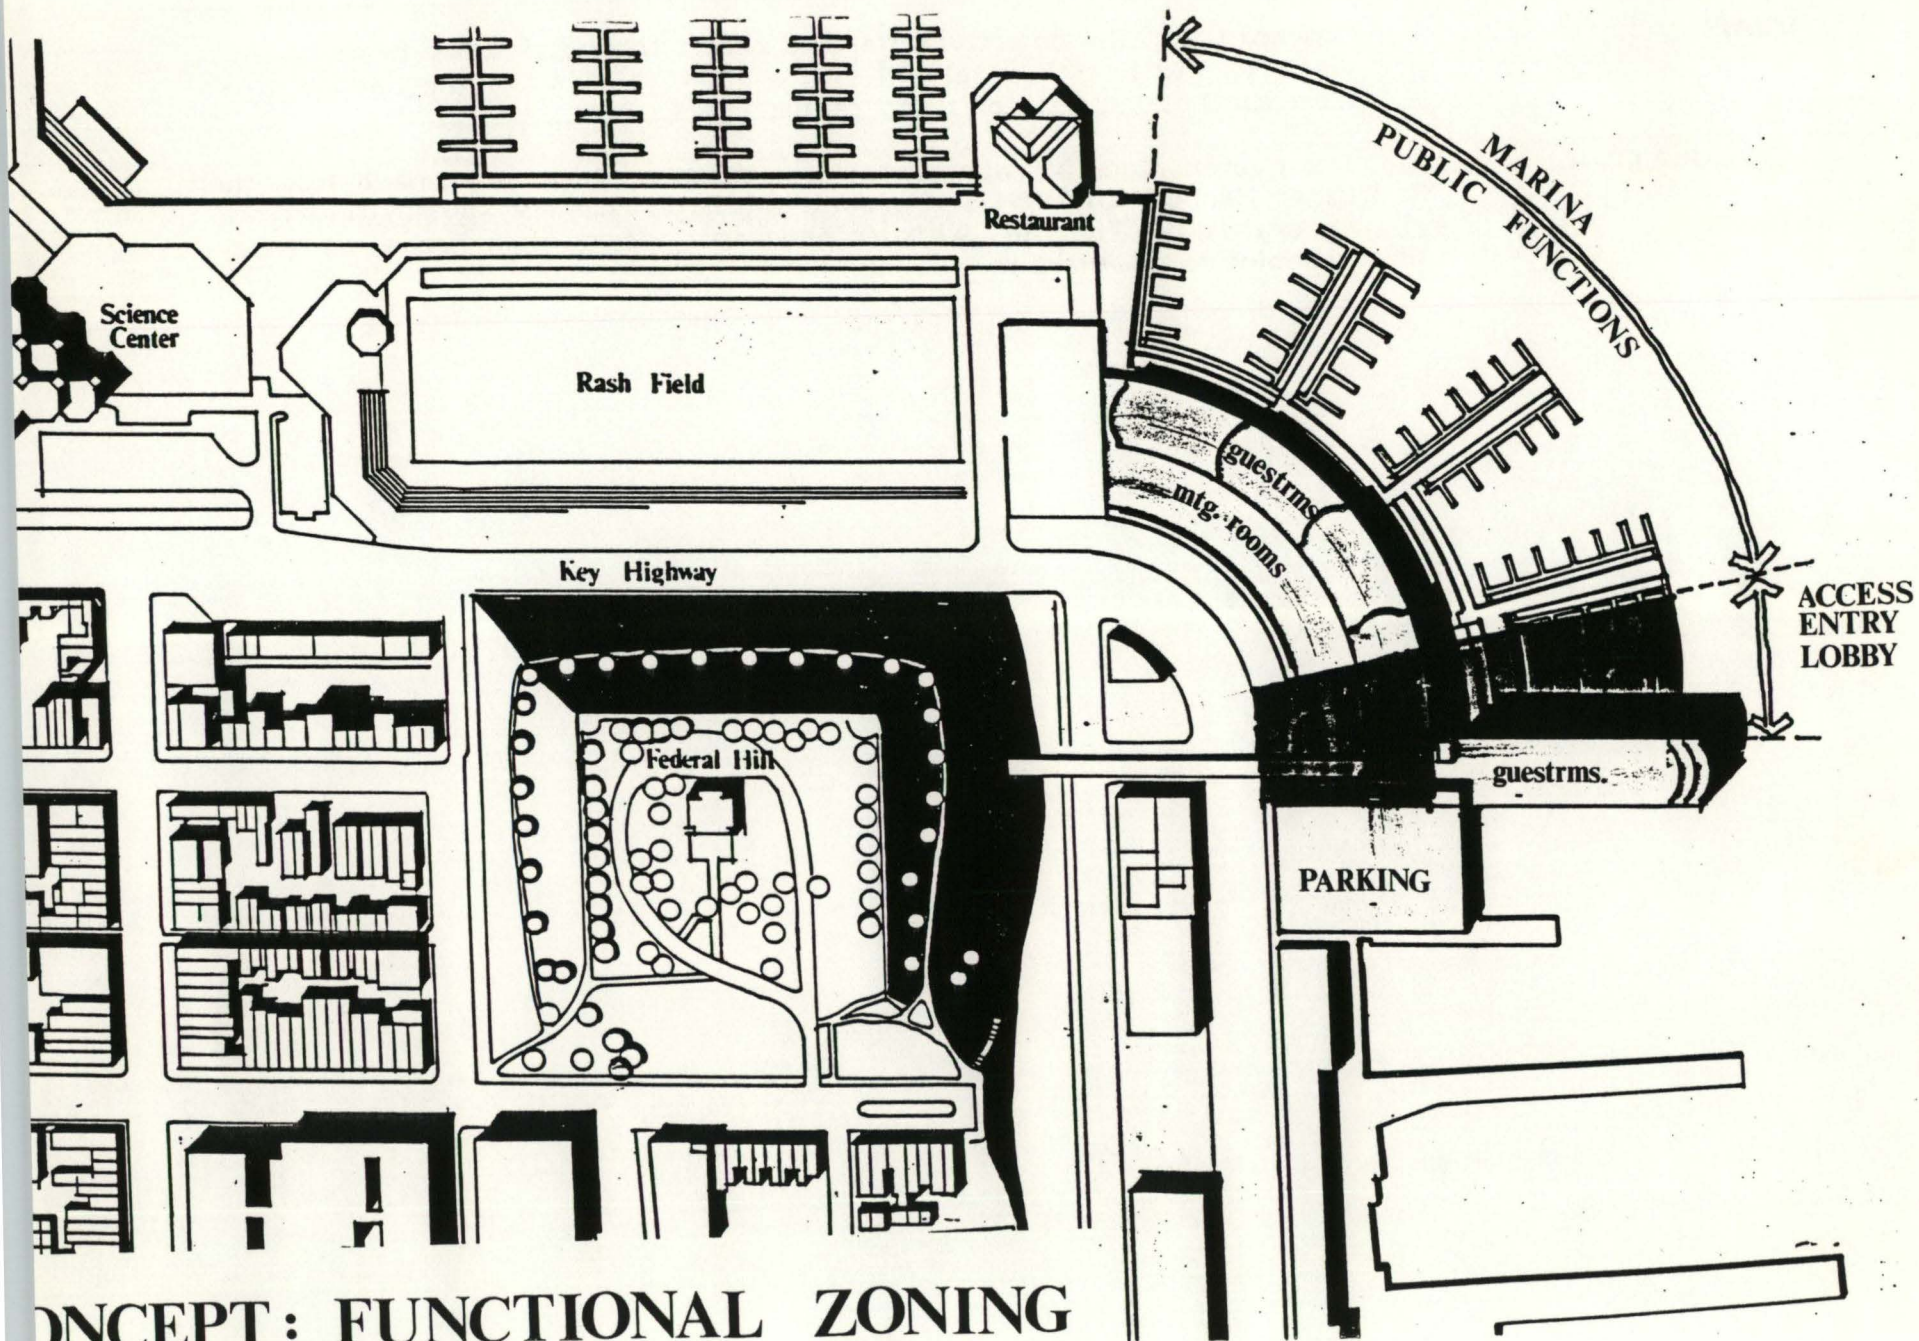 MARINA
PUBLIC FUNCTIONS
Restaurant
Science
Center
Rash Field
guestrms
mtg. rooms
Key Highway
ACCESS
ENTRY
LOBBY
Federal Hill
guestrms.
PARKING
ONCEPT: FUNCTIONAL ZONING